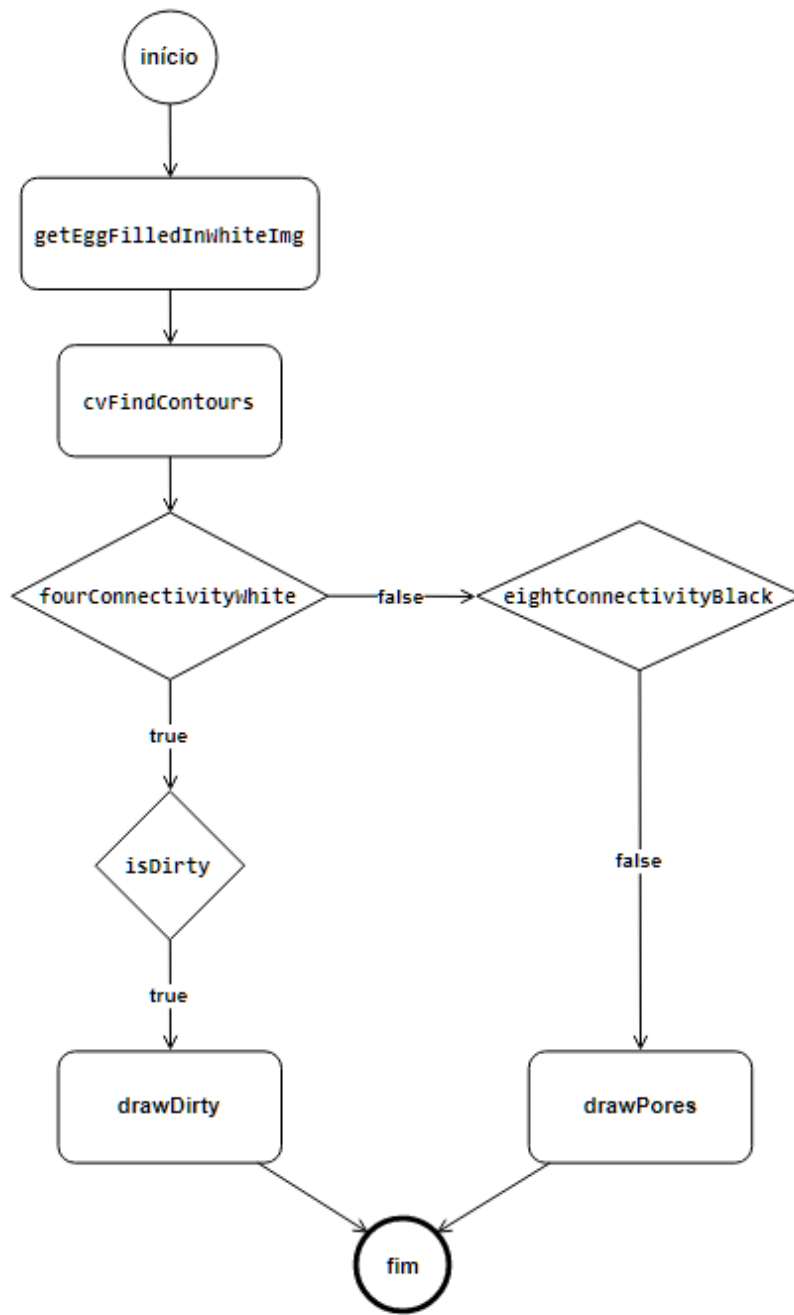 início
getEggFilledInWhiteImg
cvFindContours
fourConnectivityWhite
false
eightConnectivityBlack
true
isDirty
false
true
drawDirty
drawPores
fim